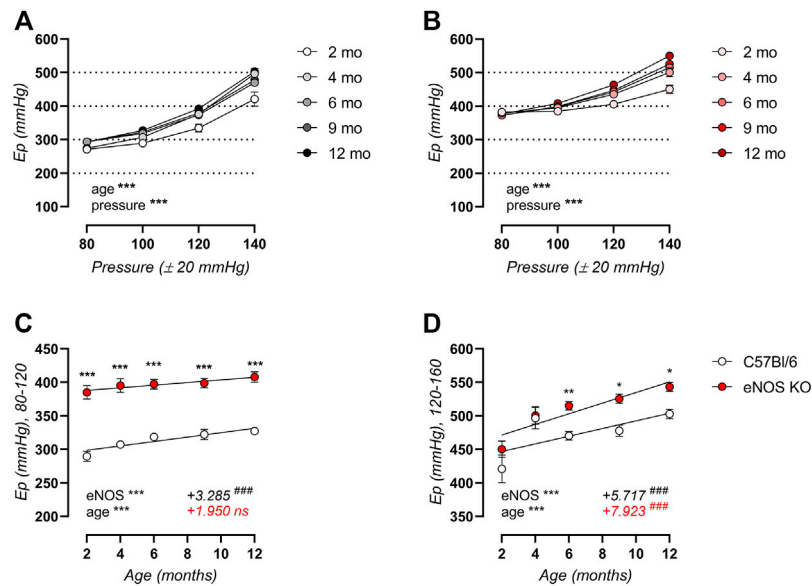 A
600
500
400
300
200
100
Ep (mmHg)
age ***
pressure ***
80 100 120 140
Pressure (± 20 mmHg)
2 mo
4 mo
6 mo
9 mo
12 mo
B
600
500
400
300
200
100
Ep (mmHg)
age ***
pressure ***
80 100 120 140
Pressure (± 20 mmHg)
2 mo
4 mo
6 mo
9 mo
12 mo
C
450
400
350
300
250
200
Ep (mmHg), 80-120
*** *** *** *** ***
eNOS *** +3.285 ###
age *** +1.950 ns
2 4 6 8 10 12
Age (months)
D
600
550
500
450
400
350
Ep (mmHg), 120-160
** * *
eNOS *** +5.717 ###
age *** +7.923 ###
2 4 6 8 10 12
Age (months)
C57Bl/6
eNOS KO